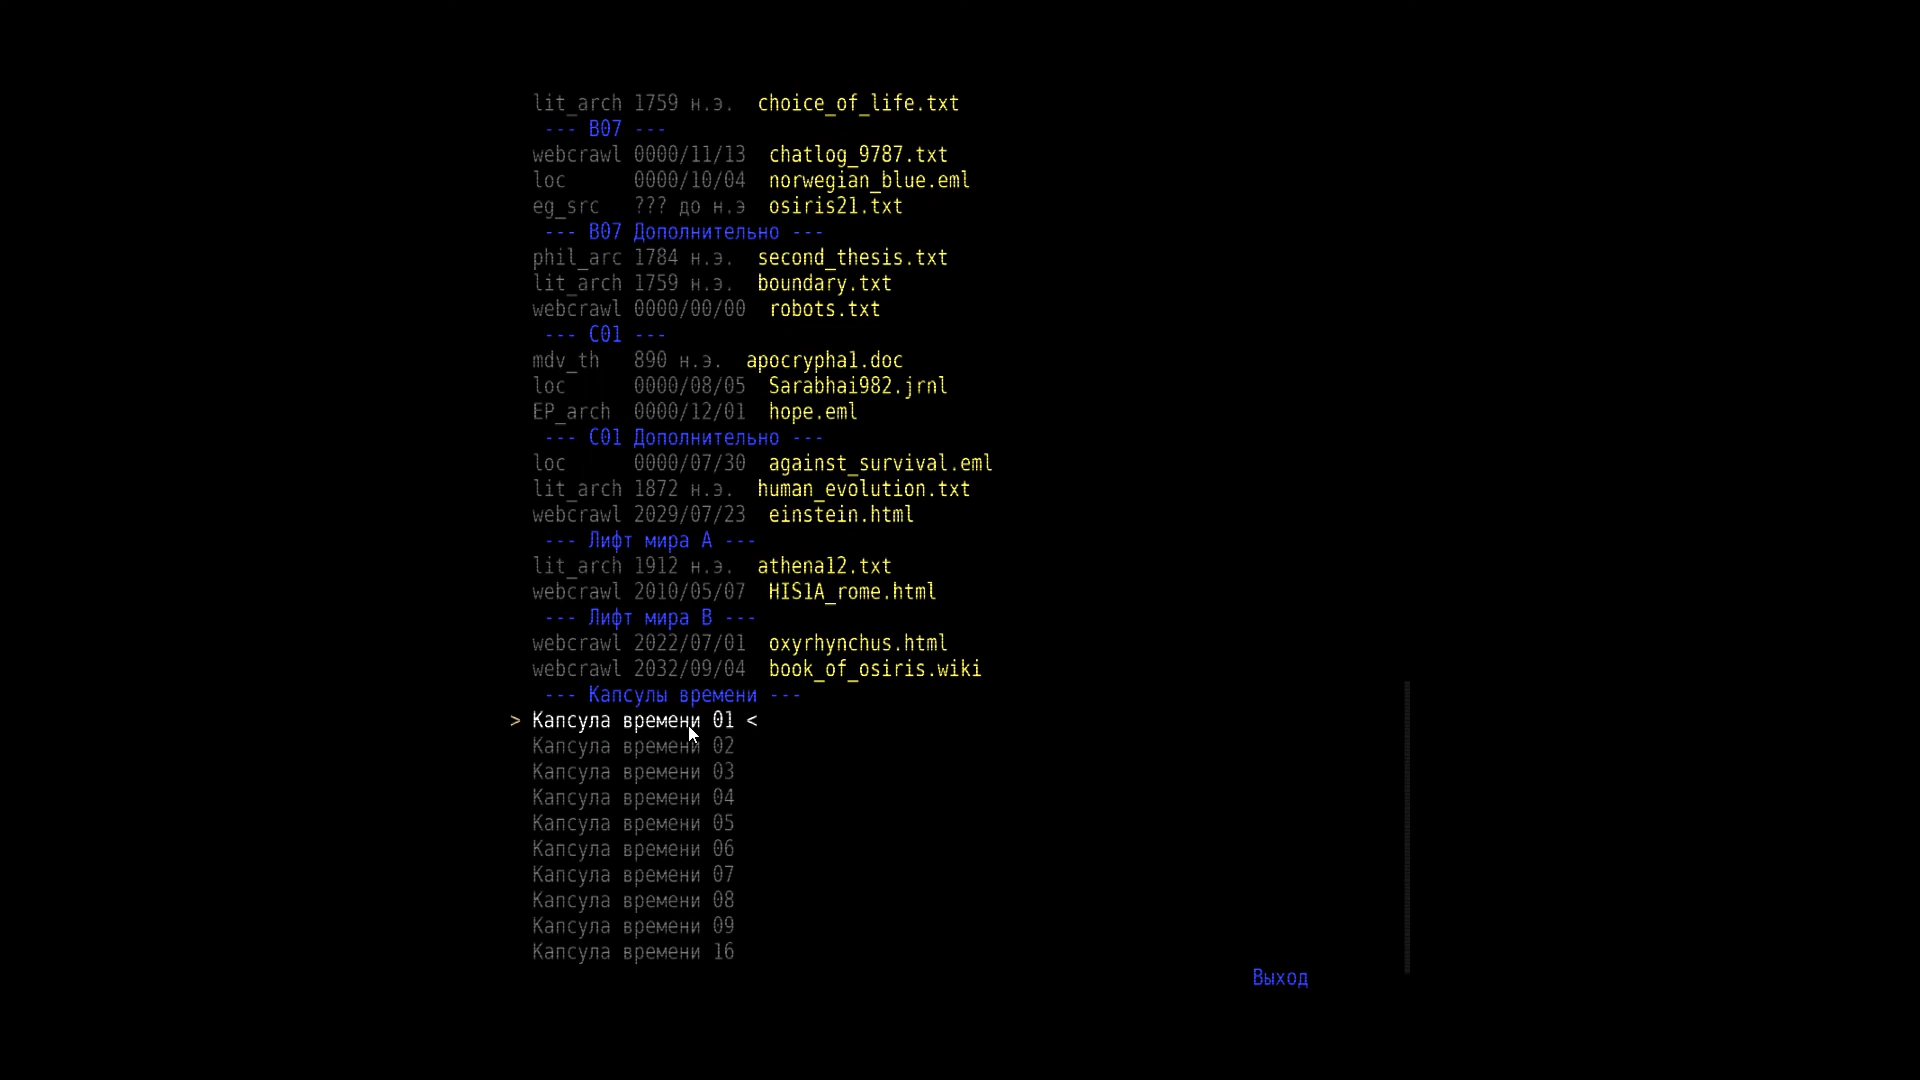 lit_arch 1759 н.э. choice_of_life.txt
--- B07 ---
webcrawl 0000/11/13 chatlog_9787.txt
loc 0000/10/04 norwegian_blue.eml
eg_src ??? до н.э osiris21.txt
--- B07 Дополнительно ---
phil_arc 1784 н.э. second_thesis.txt
lit_arch 1759 н.э. boundary.txt
webcrawl 0000/00/00 robots.txt
--- C01 ---
mdv_th 890 н.э. apocryphal.doc
loc 0000/08/05 Sarabhai982.jrnl
EP_arch 0000/12/01 hope.eml
--- C01 Дополнительно ---
loc 0000/07/30 against_survival.eml
lit_arch 1872 н.э. human_evolution.txt
webcrawl 2029/07/23 einstein.html
--- Лифт мира A ---
lit_arch 1912 н.э. athena12.txt
webcrawl 2010/05/07 HIS1A_rome.html
--- Лифт мира B ---
webcrawl 2022/07/01 oxyrhynchus.html
webcrawl 2032/09/04 book_of_osiris.wiki
--- Капсулы времени ---
> Капсула времени 01 <
Капсула времени 02
Капсула времени 03
Капсула времени 04
Капсула времени 05
Капсула времени 06
Капсула времени 07
Капсула времени 08
Капсула времени 09
Капсула времени 16
Выход